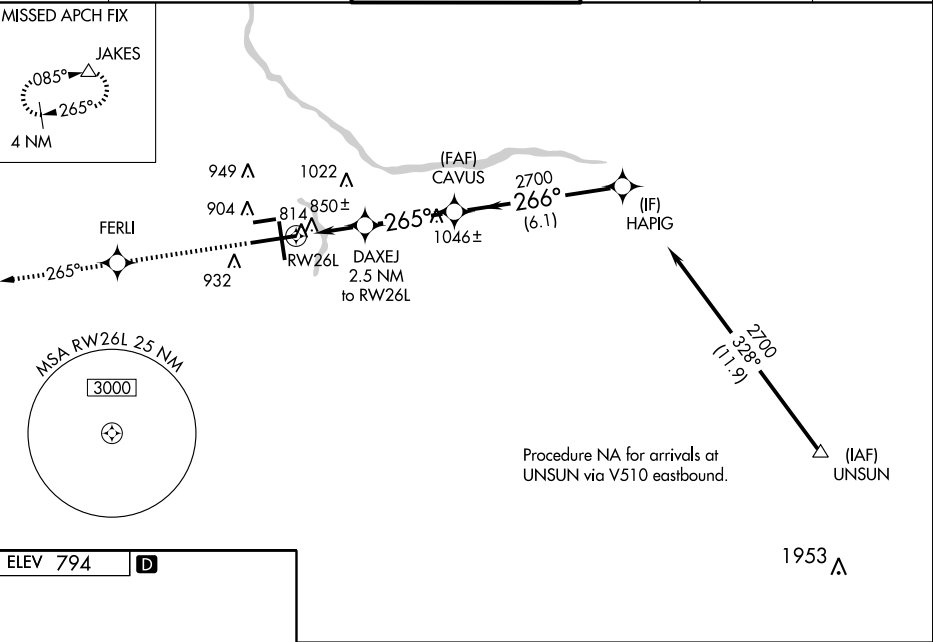 MISSED APCH FIX
JAKES
085°
265°
4 NM
(FAF)
CAVUS
2700
266°
(6.1)
(IF)
HAPIG
949
1022
904
814
850±
265°
1046±
FERLI
RW26L
DAXEJ
2.5 NM
to RW26L
932
265°
2700
328°
(11.9)
MSA RW26L 25 NM
3000
Procedure NA for arrivals at
UNSUN via V510 eastbound.
(IAF)
UNSUN
1953
ELEV 794 D